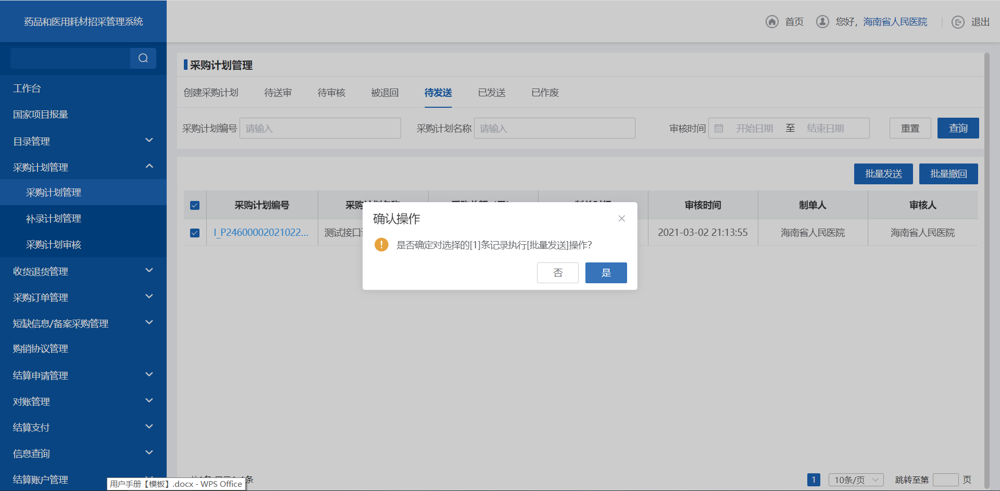 药品和医用耗材招采管理系统
首页
您好，海南省人民医院
退出
工作台
国家项目报量
目录管理
采购计划管理
采购计划管理
补录计划管理
采购计划审核
收货退货管理
采购订单管理
短缺信息/备案采购管理
购销协议管理
结算申请管理
对账管理
结算支付
信息查询
结算账户管理
采购计划管理
创建采购计划 待送审 待审核 被退回 待发送 已发送 已作废
采购计划编号 请输入 采购计划名称 请输入 审核时间 开始日期 至 结束日期 重置 查询
批量发送 批量撤回
采购计划编号 审核时间 制单人 审核人
I_P24600002021022... 测试接口 2021-03-02 21:13:55 海南省人民医院 海南省人民医院
确认操作
是否确定对选择的[1]条记录执行[批量发送]操作?
否 是
1 10条/页 跳转至第 页
用户手册【模板】.docx - WPS Office